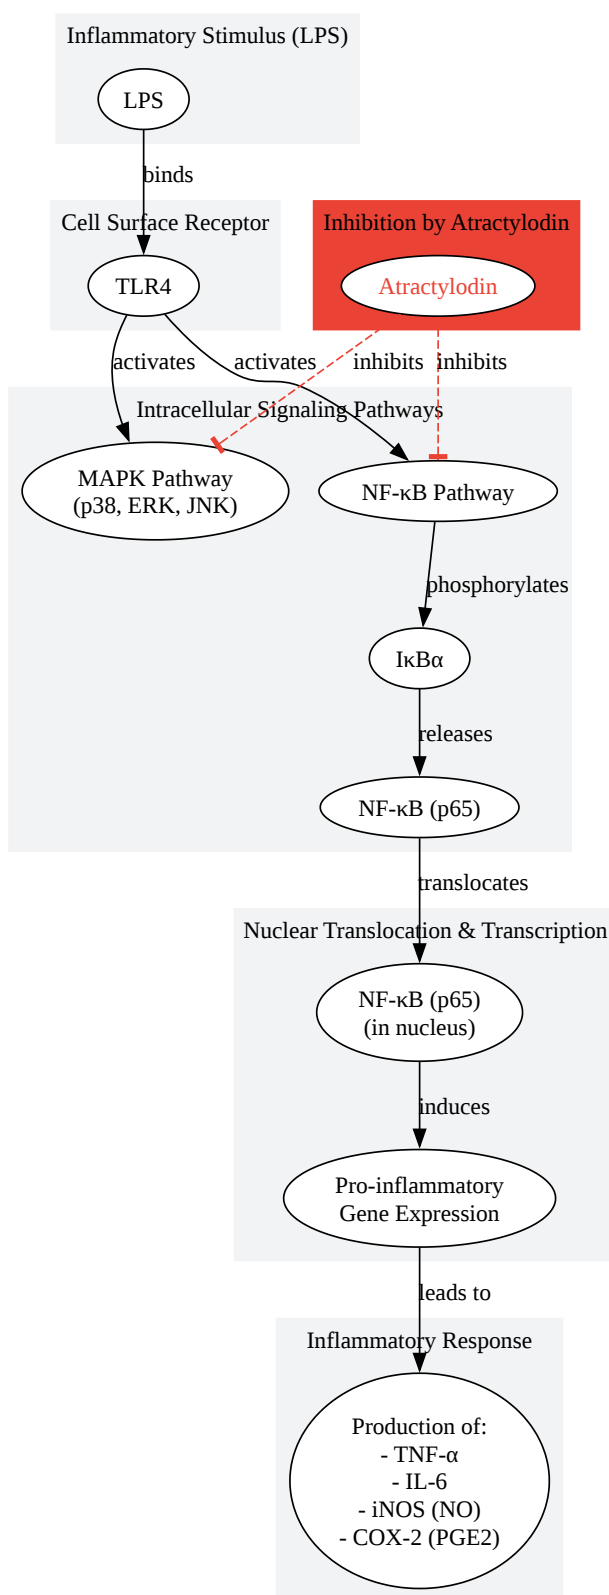 Inflammatory Stimulus (LPS)
LPS
binds
Cell Surface Receptor
Inhibition by Atractylodin
TLR4
Atractylodin
activates
activates
inhibits
inhibits
Intracellular Signaling Pathways
MAPK Pathway
(p38, ERK, JNK)
NF-κB Pathway
phosphorylates
IκBα
releases
NF-κB (p65)
translocates
Nuclear Translocation & Transcription
NF-κB (p65)
(in nucleus)
induces
Pro-inflammatory
Gene Expression
leads to
Inflammatory Response
Production of:
- TNF-α
- IL-6
- iNOS (NO)
- COX-2 (PGE2)